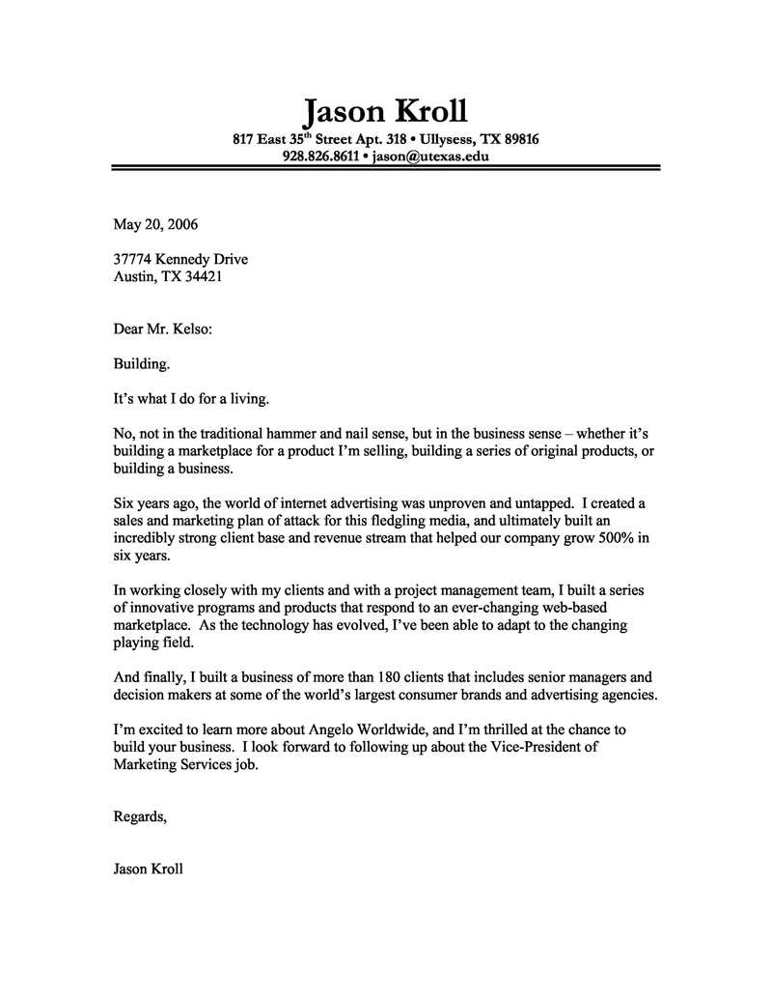 Jason Kroll
817 East 35th Street Apt. 318 • Ullysess, TX 89816
928.826.8611 • jason@utexas.edu
May 20, 2006
37774 Kennedy Drive
Austin, TX 34421
Dear Mr. Kelso:
Building.
It’s what I do for a living.
No, not in the traditional hammer and nail sense, but in the business sense – whether it’s
building a marketplace for a product I’m selling, building a series of original products, or
building a business.
Six years ago, the world of internet advertising was unproven and untapped.  I created a
sales and marketing plan of attack for this fledgling media, and ultimately built an
incredibly strong client base and revenue stream that helped our company grow 500% in
six years.
In working closely with my clients and with a project management team, I built a series
of innovative programs and products that respond to an ever-changing web-based
marketplace.  As the technology has evolved, I’ve been able to adapt to the changing
playing field.
And finally, I built a business of more than 180 clients that includes senior managers and
decision makers at some of the world’s largest consumer brands and advertising agencies.
I’m excited to learn more about Angelo Worldwide, and I’m thrilled at the chance to
build your business.  I look forward to following up about the Vice-President of
Marketing Services job.
Regards,
Jason Kroll